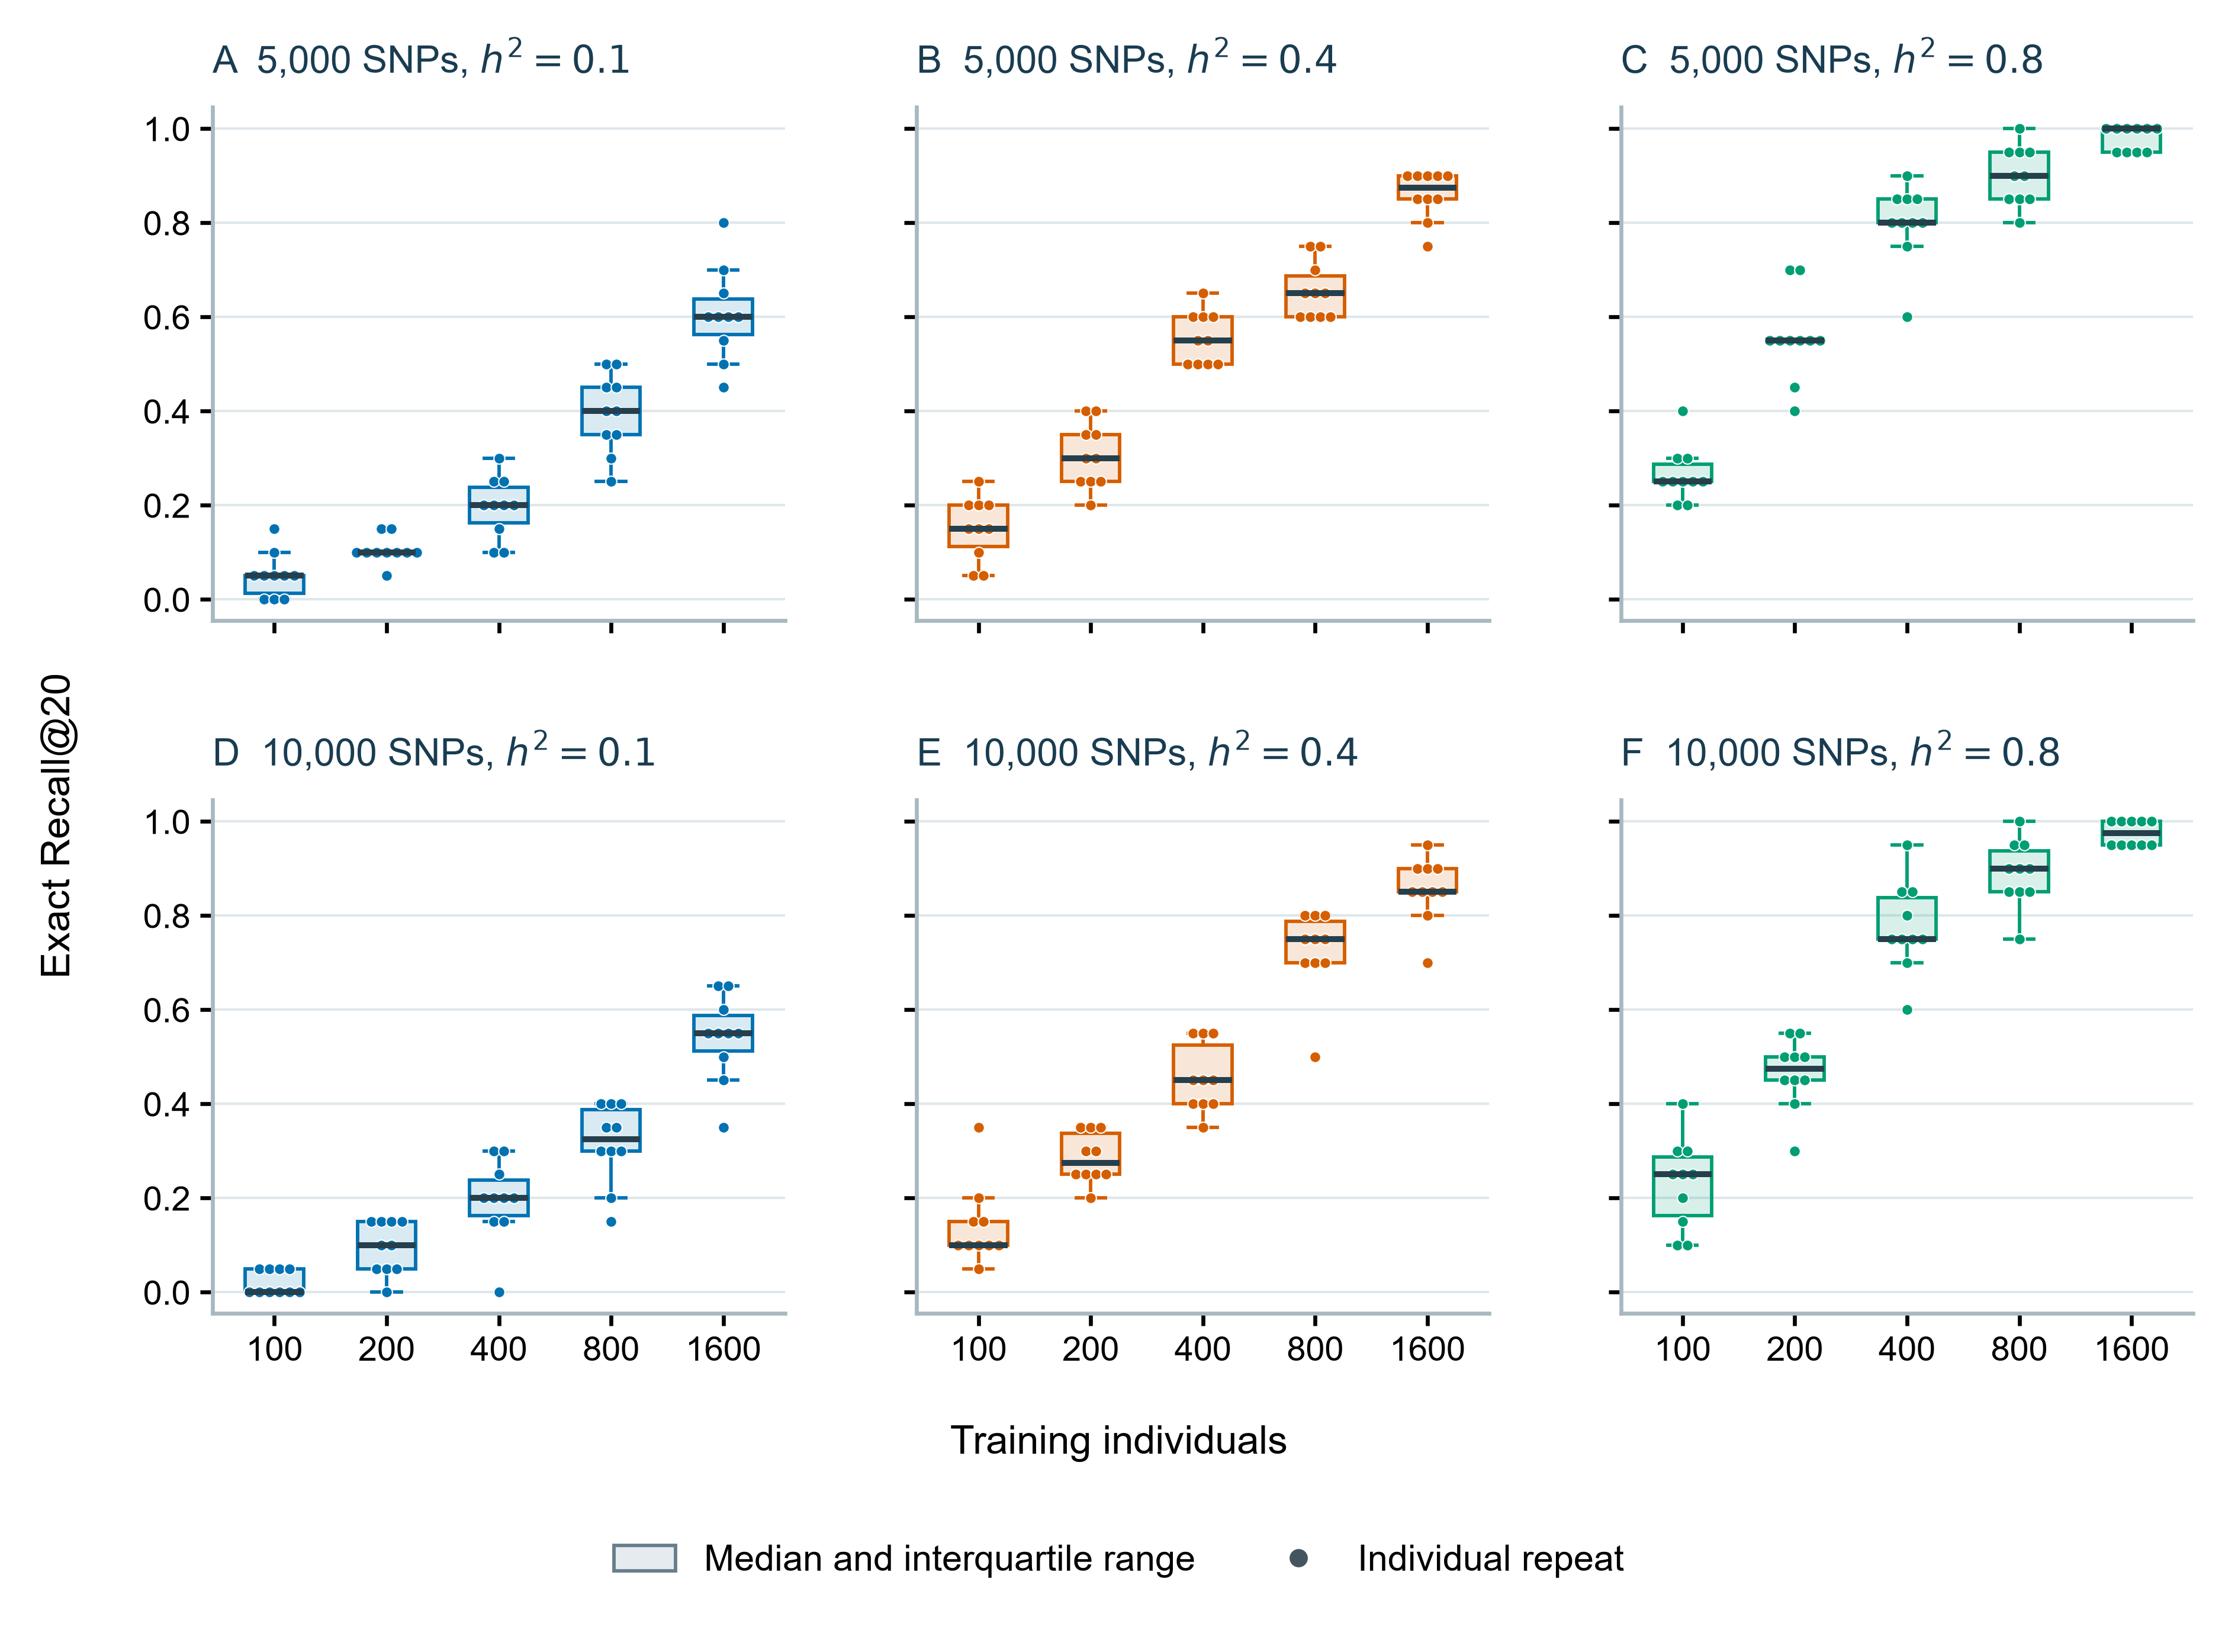 A 5,000 SNPs, h² = 0.1
B 5,000 SNPs, h² = 0.4
C 5,000 SNPs, h² = 0.8
1.0
0.8
0.6
0.4
0.2
0.0
Exact Recall@20
D 10,000 SNPs, h² = 0.1
E 10,000 SNPs, h² = 0.4
F 10,000 SNPs, h² = 0.8
1.0
0.8
0.6
0.4
0.2
0.0
100 200 400 800 1600
100 200 400 800 1600
100 200 400 800 1600
Training individuals
Median and interquartile range
Individual repeat